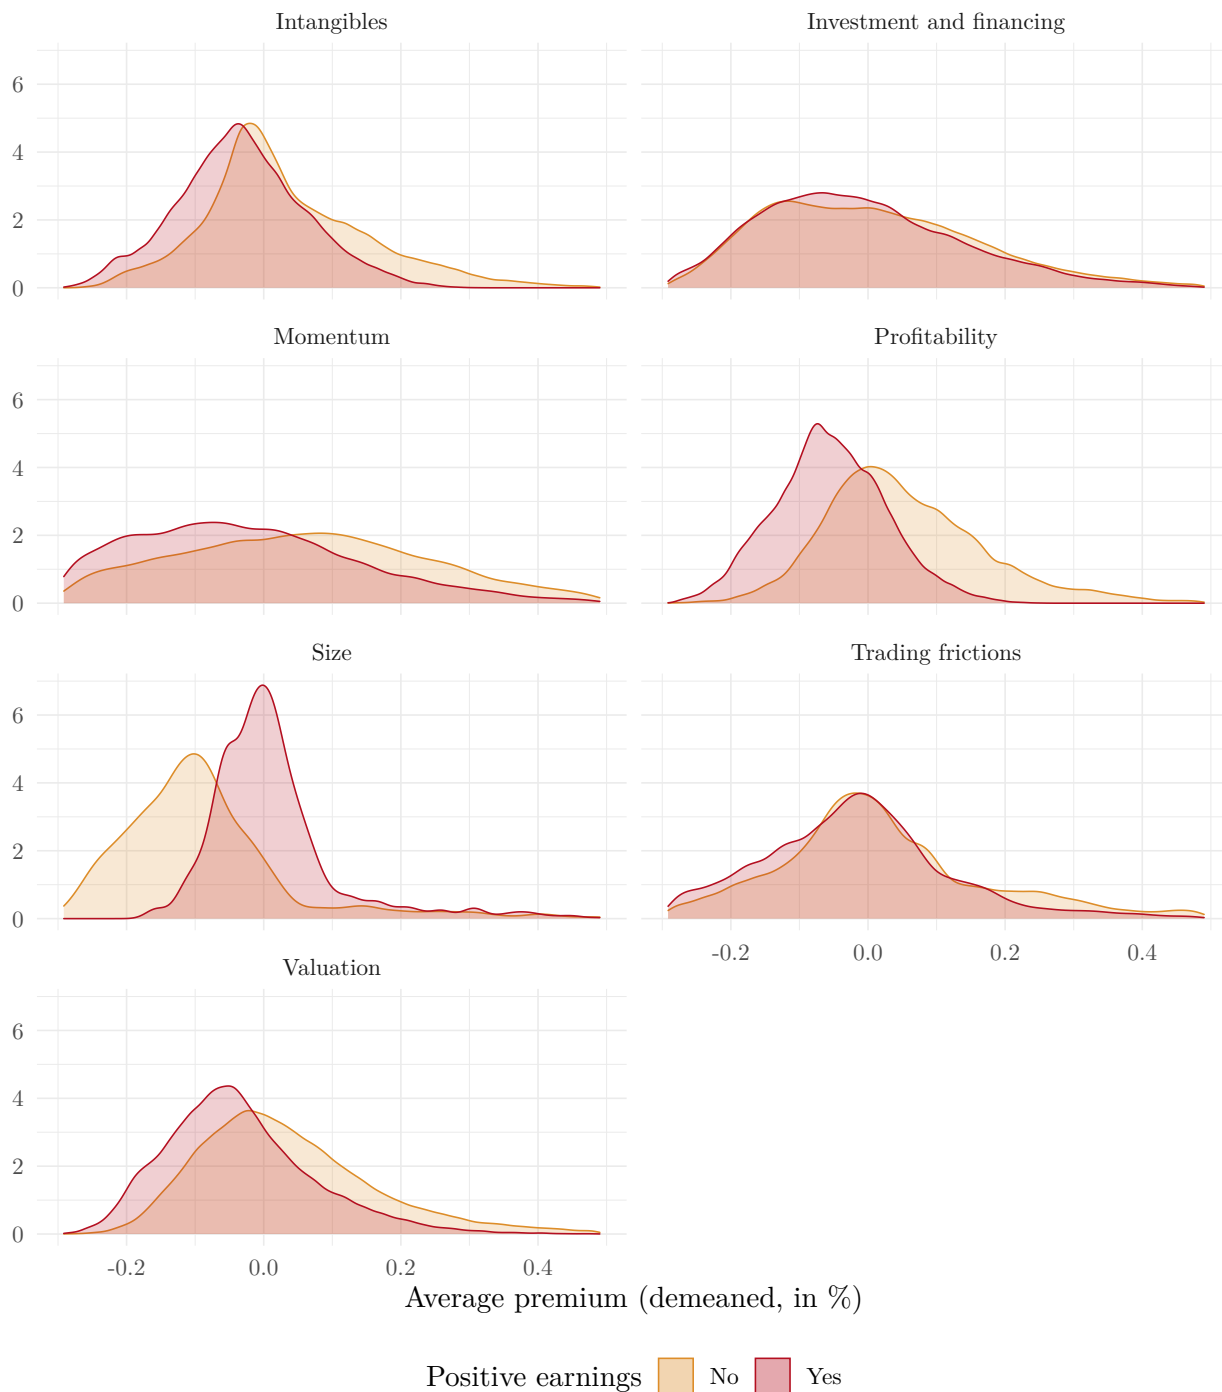 Intangibles
Investment and financing
6
4
2
0
Momentum
Profitability
6
4
2
0
Size
Trading frictions
6
4
2
0
-0.2 0.0 0.2 0.4
Valuation
6
4
2
0
-0.2 0.0 0.2 0.4
Average premium (demeaned, in %)
Positive earnings No Yes